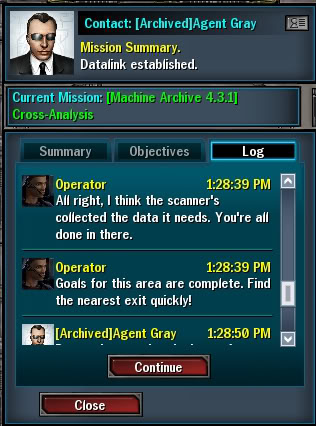 Contact: [Archived]Agent Gray
Mission Summary.
Datalink established.
Current Mission: [Machine Archive 4.3.1]
Cross-Analysis
Summary
Objectives
Log
Operator 1:28:39 PM
All right, I think the scanner's
collected the data it needs. You're all
done in there.
Operator 1:28:39 PM
Goals for this area are complete. Find
the nearest exit quickly!
[Archived]Agent Gray 1:28:50 PM
Continue
Close